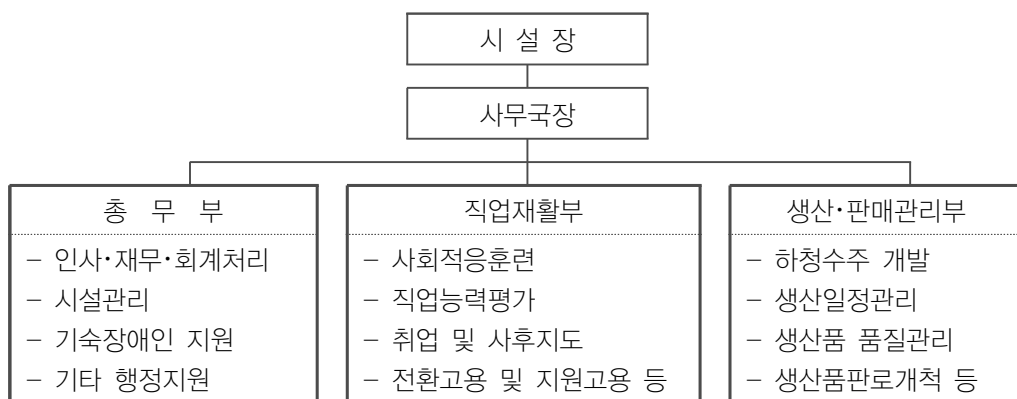 시 설 장
사무국장
총 무 부
– 인사·재무·회계처리
– 시설관리
– 기숙장애인 지원
– 기타 행정지원
직업재활부
– 사회적응훈련
– 직업능력평가
– 취업 및 사후지도
– 전환고용 및 지원고용 등
생산·판매관리부
– 하청수주 개발
– 생산일정관리
– 생산품 품질관리
– 생산품판로개척 등